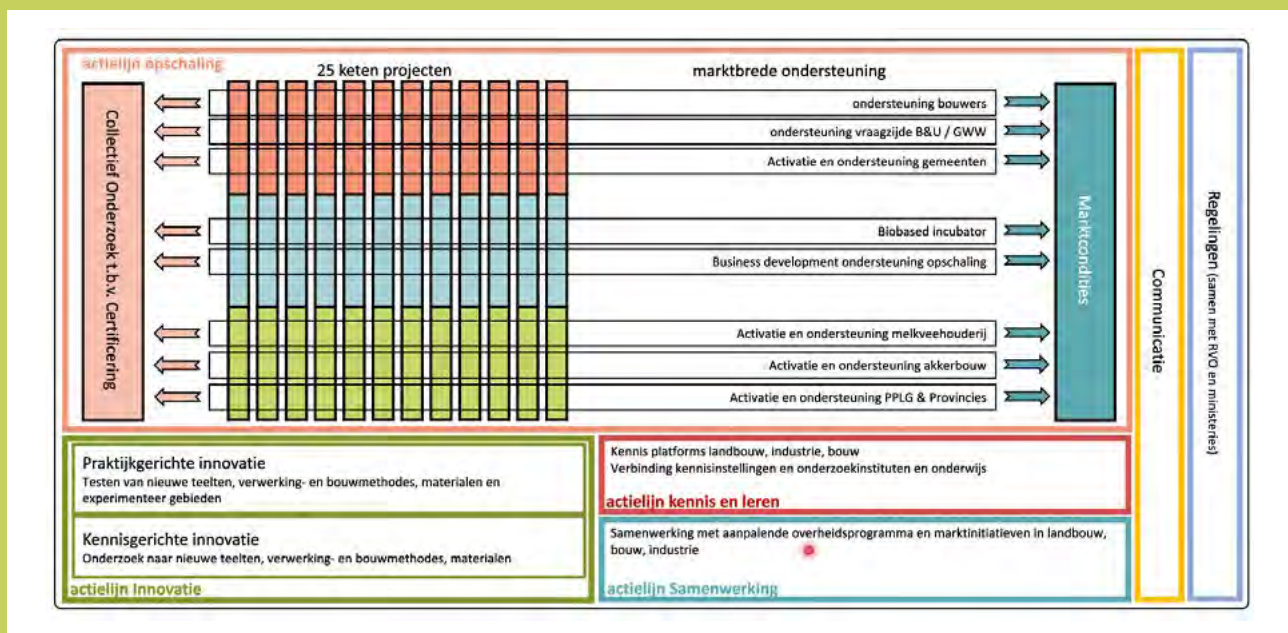 actielijn opschaling
25 keten projecten
marktbrede ondersteuning
Collectief Onderzoek t.b.v. Certificering
ondersteuning bouwers
ondersteuning vraagzijde B&U / GWW
Activatie en ondersteuning gemeenten
Biobased incubator
Business development ondersteuning opschaling
Activatie en ondersteuning melkveehouderij
Activatie en ondersteuning akkerbouw
Activatie en ondersteuning PPLG & Provincies
Marktcondities
Communicatie
Regelingen (samen met RVO en ministeries)
Praktijkgerichte innovatie
Testen van nieuwe teelten, verwerking- en bouwmethodes, materialen en
experimenteer gebieden
Kennisgerichte innovatie
Onderzoek naar nieuwe teelten, verwerking- en bouwmethodes, materialen
actielijn Innovatie
Kennis platforms landbouw, industrie, bouw
Verbinding kennisinstellingen en onderzoekinstituten en onderwijs
actielijn kennis en leren
Samenwerking met aanpalende overheidsprogramma en marktinitiatieven in landbouw,
bouw, industrie
actielijn Samenwerking